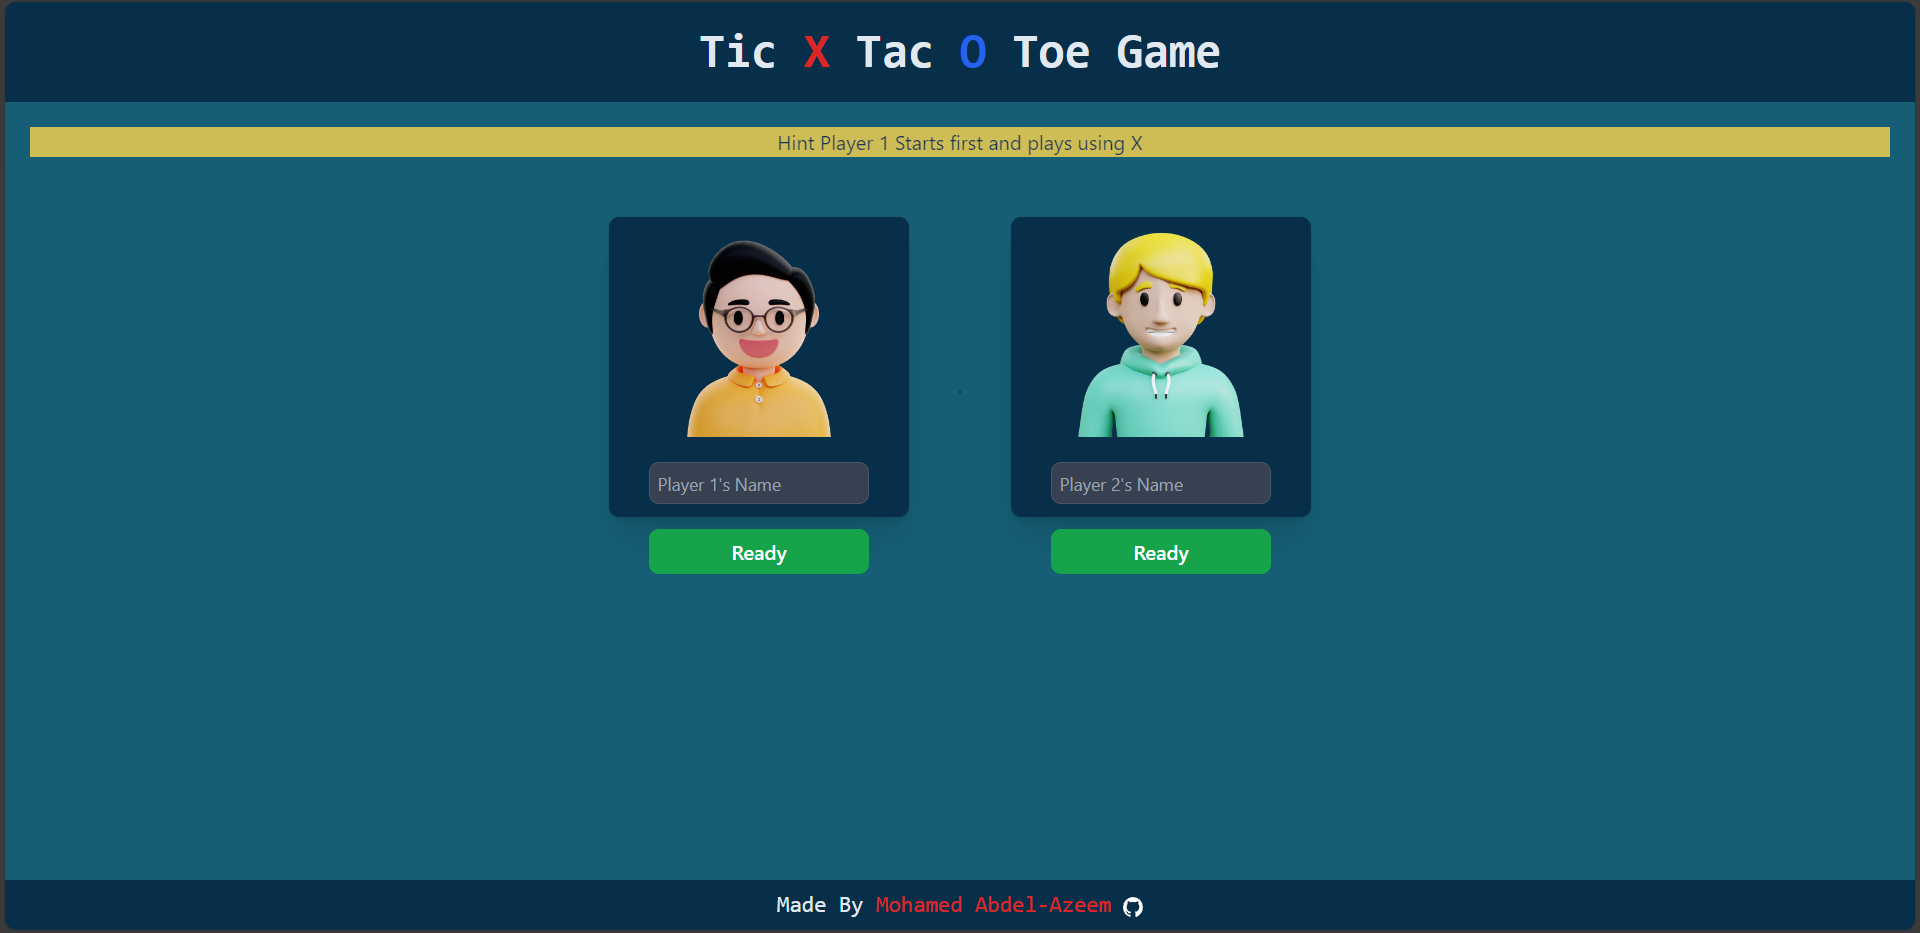 Tic X Tac O Toe Game
Hint Player 1 Starts first and plays using X
Player 1's Name
Player 2's Name
Ready
Ready
Made By Mohamed Abdel-Azeem